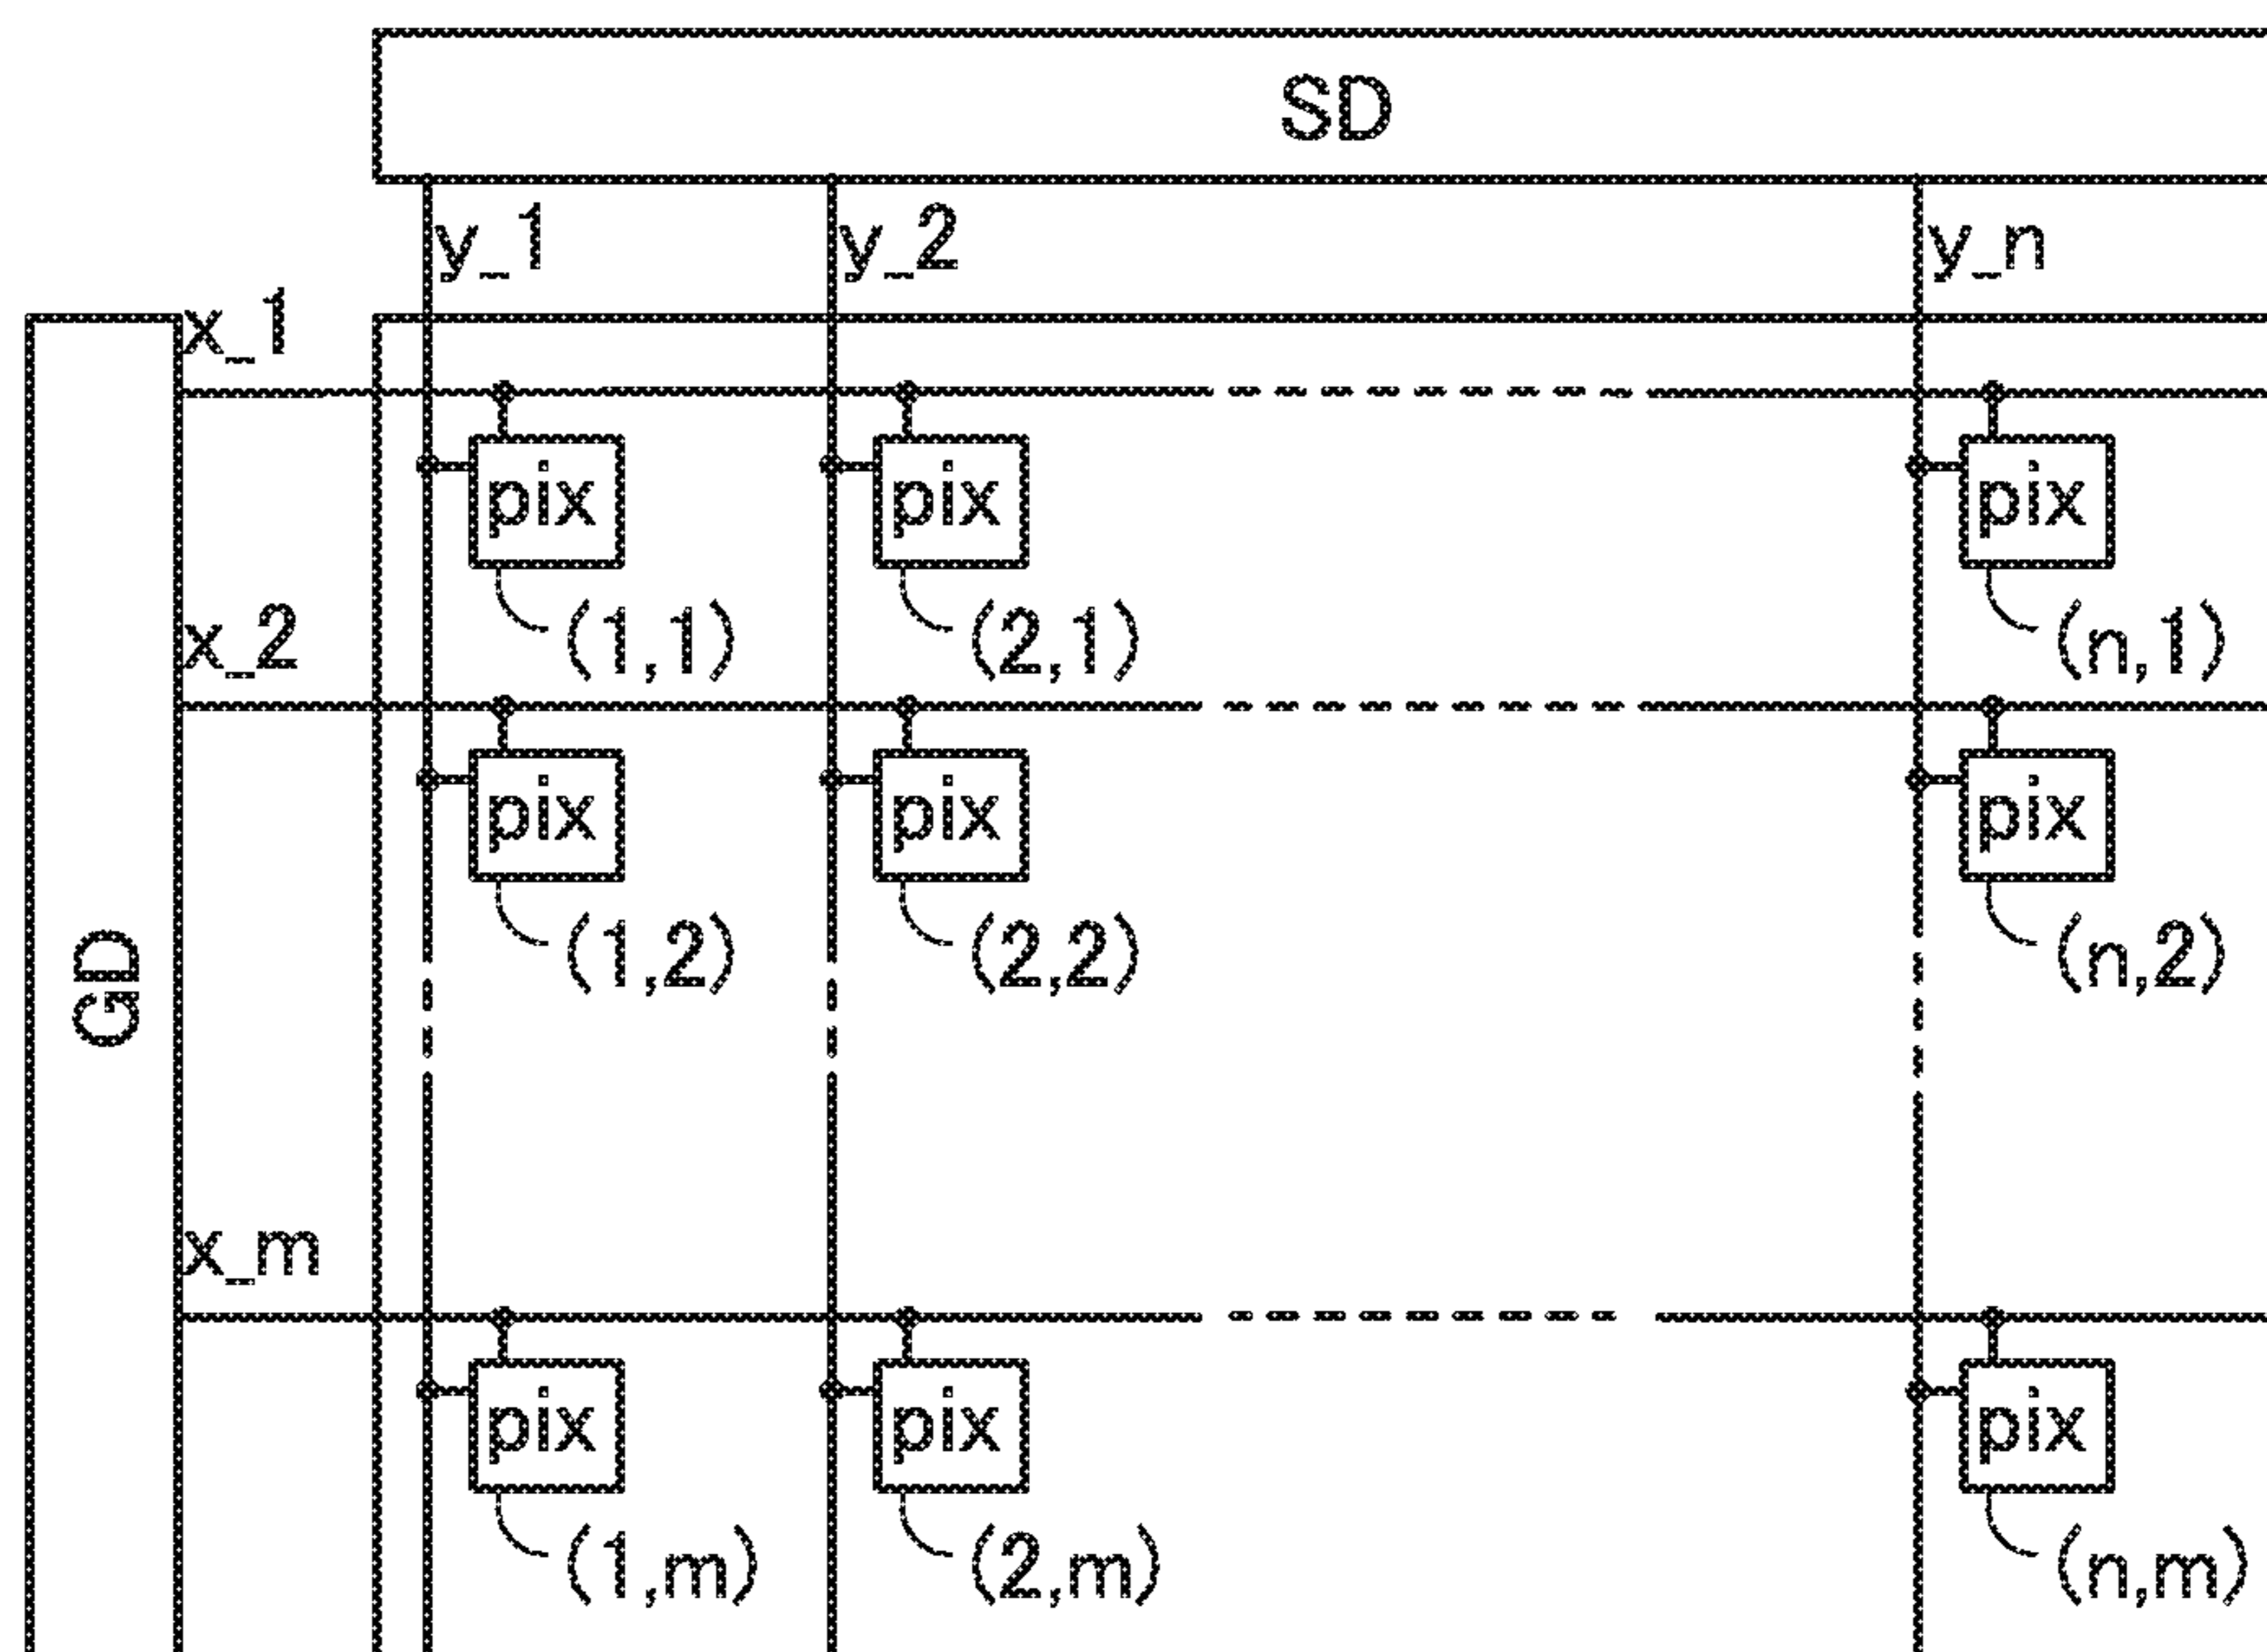 SD
y_1 y_2 y_n
x_1
pix pix pix
(1,1) (2,1) (n,1)
x_2
pix pix pix
GD
(1,2) (2,2) (n,2)
x_m
pix pix pix
(1,m) (2,m) (n,m)